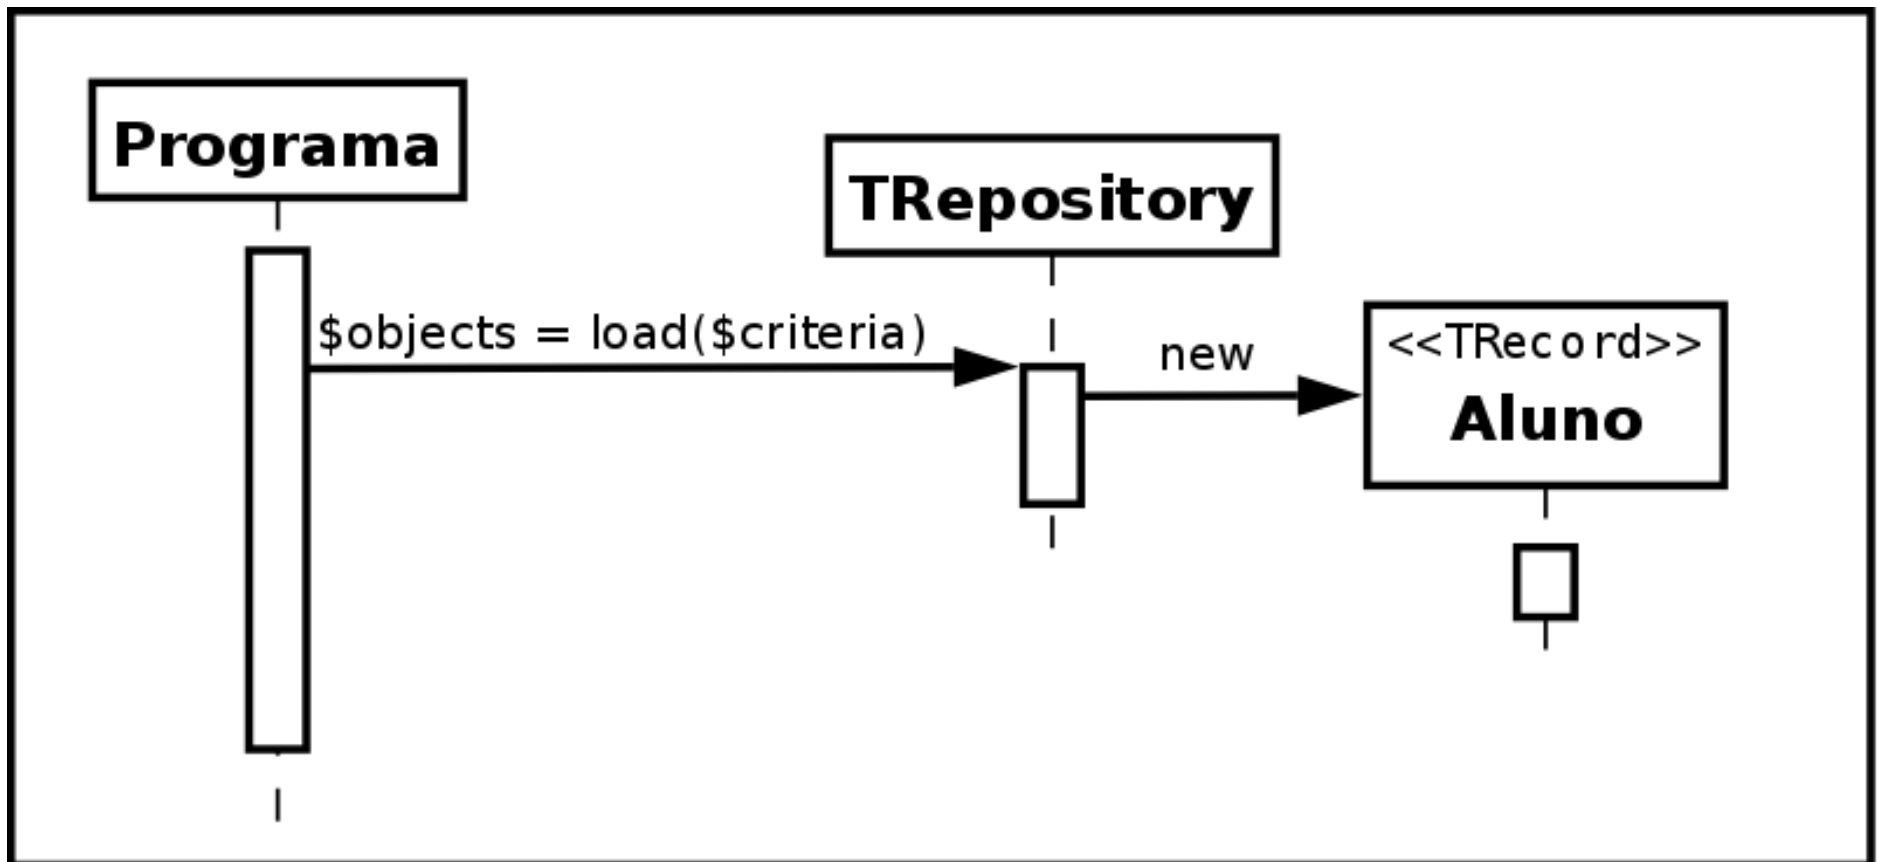 Programa
TRepository
$objects = load($criteria)
new
<<TRecord>>
Aluno